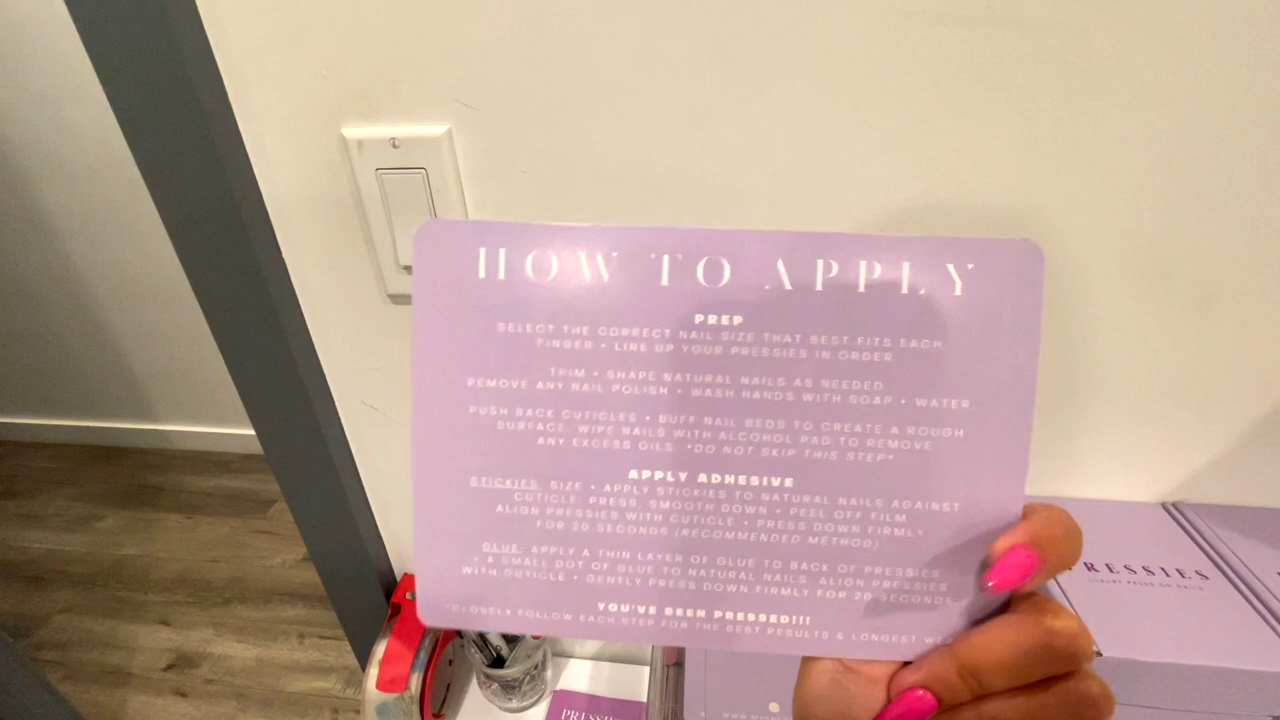 HOW TO APPLY
PREP
SELECT THE CORRECT NAIL SIZE THAT BEST FITS EACH
FINGER + LINE UP YOUR PRESSIES IN ORDER
TRIM + SHAPE NATURAL NAILS AS NEEDED.
REMOVE ANY NAIL POLISH + WASH HANDS WITH SOAP + WATER.
PUSH BACK CUTICLES + BUFF NAIL BEDS TO CREATE A ROUGH
SURFACE. WIPE NAILS WITH ALCOHOL PAD TO REMOVE
ANY EXCESS OILS. *DO NOT SKIP THIS STEP*
APPLY ADHESIVE
STICKIES: SIZE + APPLY STICKIES TO NATURAL NAILS AGAINST
CUTICLE. PRESS, SMOOTH DOWN + PEEL OFF FILM.
ALIGN PRESSIES WITH CUTICLE + PRESS DOWN FIRMLY
FOR 20 SECONDS (RECOMMENDED METHOD)
GLUE: APPLY A THIN LAYER OF GLUE TO BACK OF PRESSIES
+ A SMALL DOT OF GLUE TO NATURAL NAILS. ALIGN PRESSIES
WITH CUTICLE + GENTLY PRESS DOWN FIRMLY FOR 20 SECONDS
YOU'VE BEEN PRESSED!!!
*CLOSELY FOLLOW EACH STEP FOR THE BEST RESULTS & LONGEST
PRESSIES
LUXURY PRESS ON NAILS